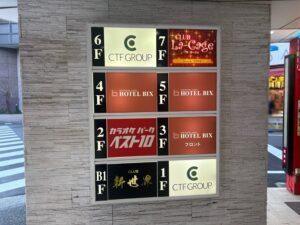 6F
CTF GROUP
7F
CLUB
La-Cage
4F
HOTEL BIX
5F
HOTEL BIX
2F
カラオケ パーク
ベスト10
3F
HOTEL BIX
フロント
B1F
CLUB
新世界
1F
CTF GROUP